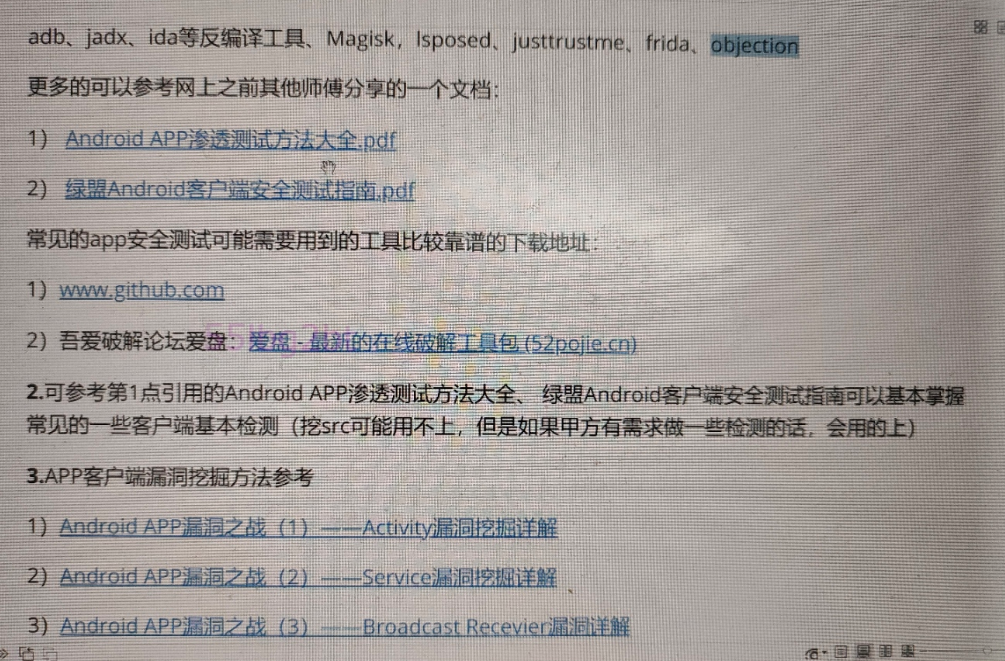 adb、jadx、ida等反编译工具、Magisk，lsposed、justtrustme、frida、objection
更多的可以参考网上之前其他师傅分享的一个文档：
1） Android APP渗透测试方法大全.pdf
2） 绿盟Android客户端安全测试指南.pdf
常见的app安全测试可能需要用到的工具比较靠谱的下载地址：
1）www.github.com
2）吾爱破解论坛爱盘：爱盘 - 最新的在线破解工具包 (52pojie.cn)
2.可参考第1点引用的Android APP渗透测试方法大全、 绿盟Android客户端安全测试指南可以基本掌握
常见的一些客户端基本检测（挖src可能用不上，但是如果甲方有需求做一些检测的话，会用的上）
3.APP客户端漏洞挖掘方法参考
1）Android APP漏洞之战（1）——Activity漏洞挖掘详解
2）Android APP漏洞之战（2）——Service漏洞挖掘详解
3）Android APP漏洞之战（3）——Broadcast Recevier漏洞详解